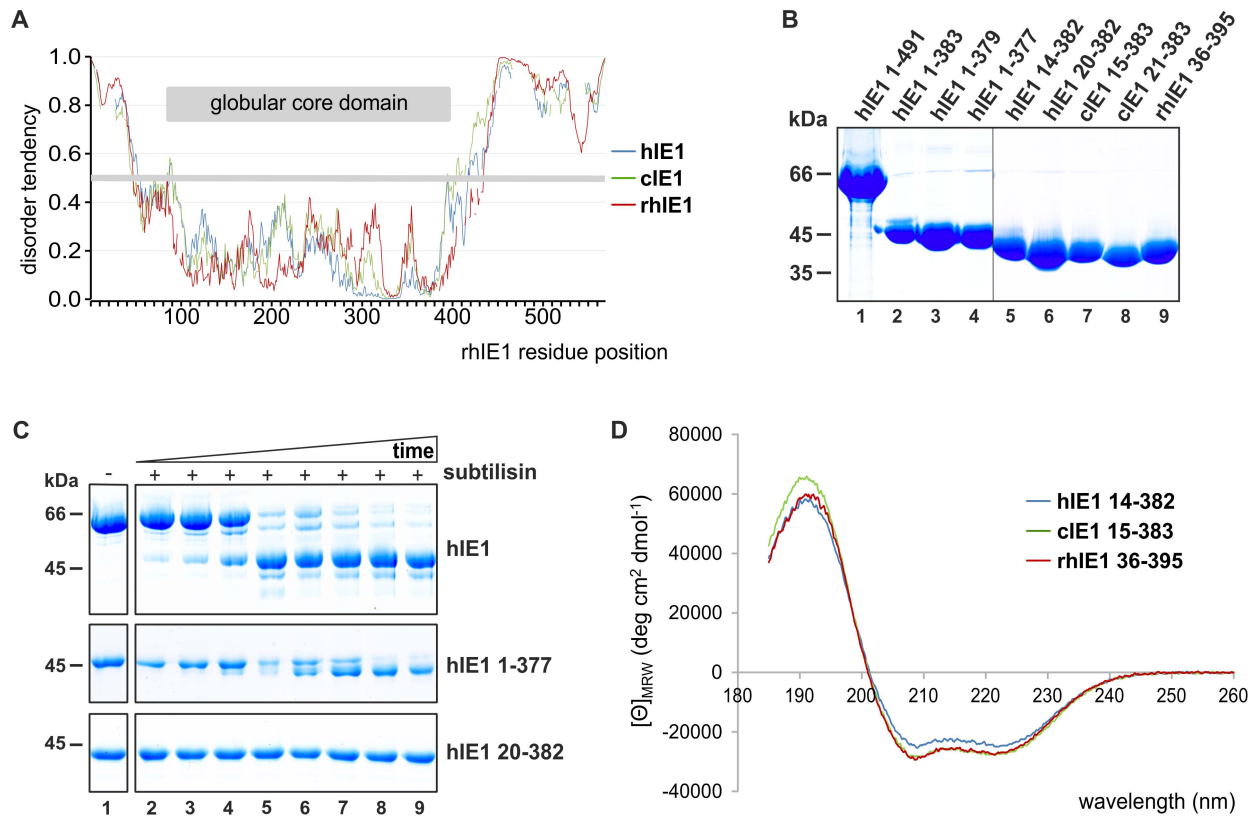 A
1.0
0.8
0.6
0.4
0.2
0.0
disorder tendency
globular core domain
hIE1
cIE1
rhIE1
100 200 300 400 500
rhIE1 residue position
B
hIE1 1-491
hIE1 1-383
hIE1 1-379
hIE1 1-377
hIE1 14-382
hIE1 20-382
cIE1 15-383
cIE1 21-383
rhIE1 36-395
kDa
66
45
35
1 2 3 4 5 6 7 8 9
C
time
- + + + + + + + + subtilisin
kDa
66
45
hIE1
45
hIE1 1-377
45
hIE1 20-382
1 2 3 4 5 6 7 8 9
D
80000
60000
40000
20000
0
-20000
-40000
[Θ]MRW (deg cm² dmol⁻¹)
hIE1 14-382
cIE1 15-383
rhIE1 36-395
180 190 200 210 220 230 240 250 260
wavelength (nm)